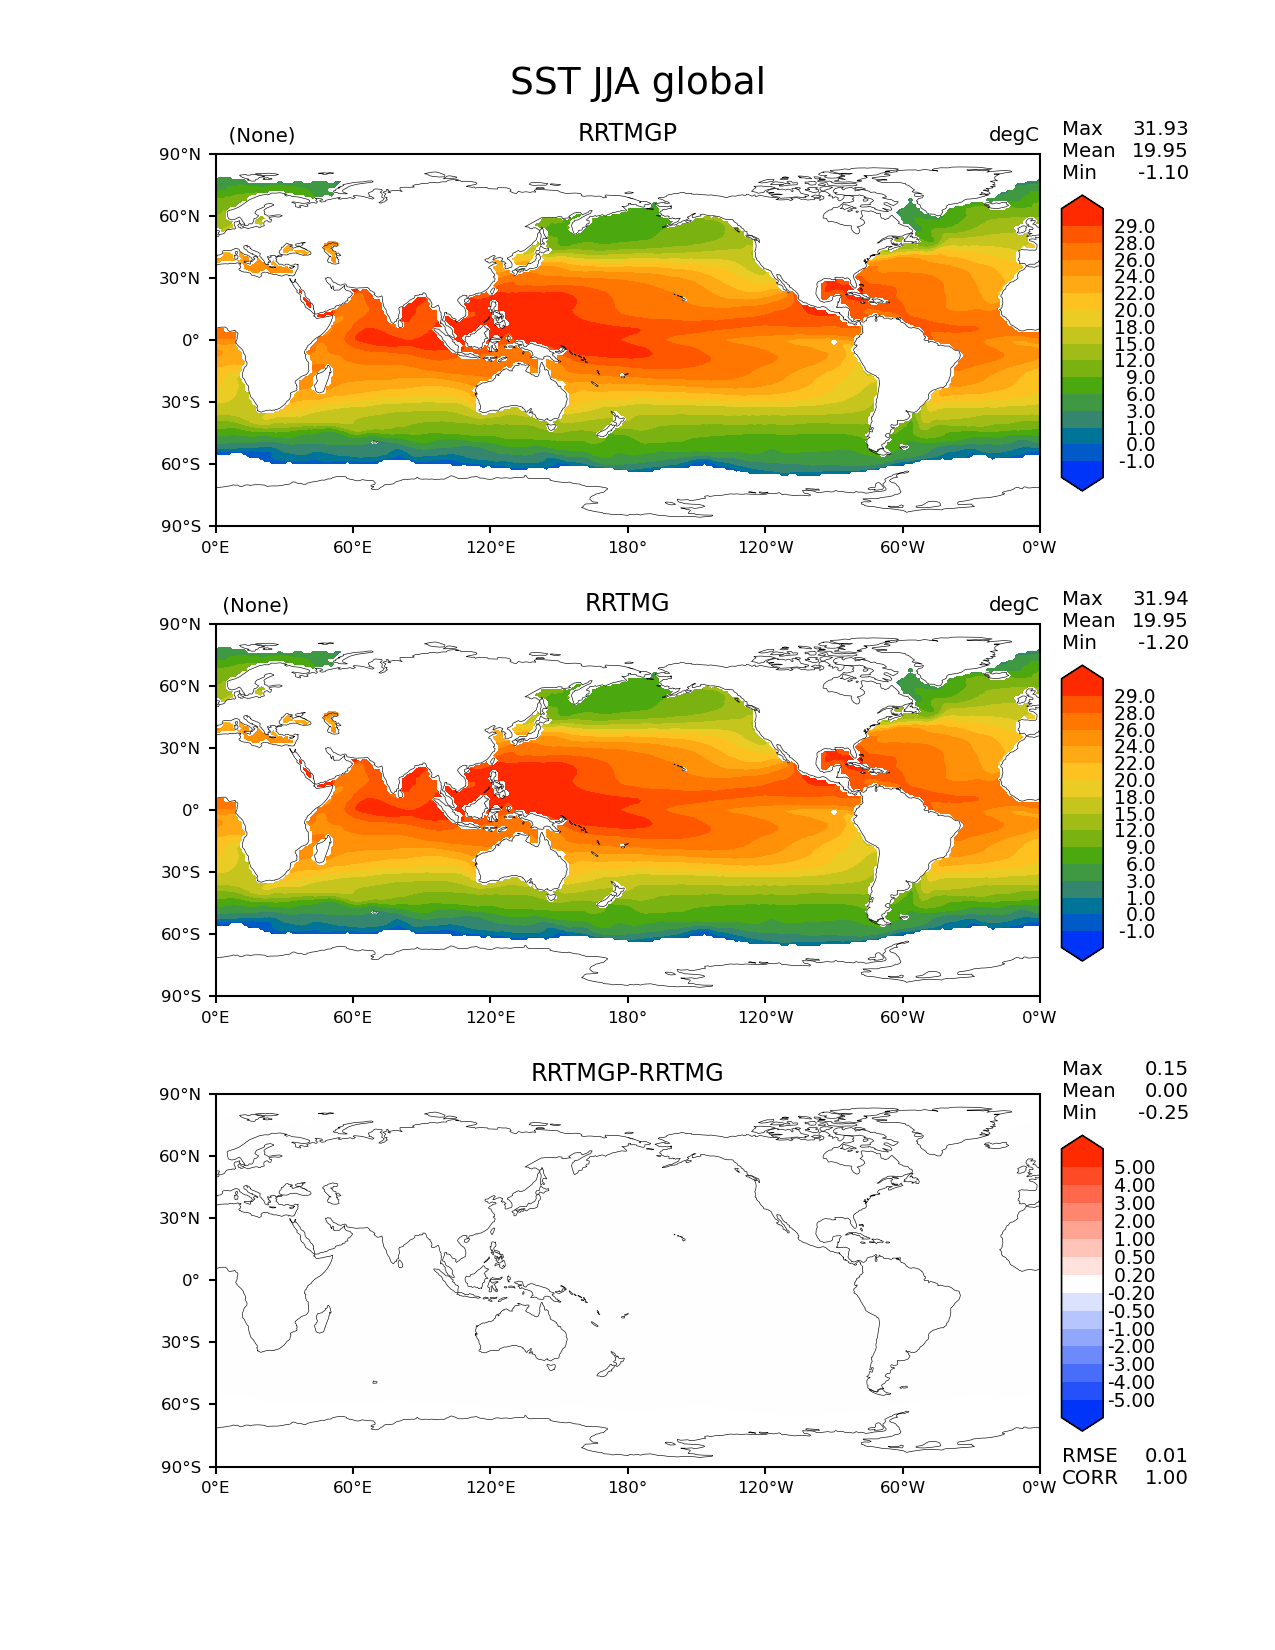 SST JJA global
(None) RRTMGP degC
Max 31.93
Mean 19.95
Min -1.10
90°N
60°N
30°N
0°
30°S
60°S
90°S
0°E 60°E 120°E 180° 120°W 60°W 0°W
29.0
28.0
26.0
24.0
22.0
20.0
18.0
15.0
12.0
9.0
6.0
3.0
1.0
0.0
-1.0
(None) RRTMG degC
Max 31.94
Mean 19.95
Min -1.20
90°N
60°N
30°N
0°
30°S
60°S
90°S
0°E 60°E 120°E 180° 120°W 60°W 0°W
29.0
28.0
26.0
24.0
22.0
20.0
18.0
15.0
12.0
9.0
6.0
3.0
1.0
0.0
-1.0
RRTMGP-RRTMG
Max 0.15
Mean 0.00
Min -0.25
90°N
60°N
30°N
0°
30°S
60°S
90°S
0°E 60°E 120°E 180° 120°W 60°W 0°W
5.00
4.00
3.00
2.00
1.00
0.50
0.20
-0.20
-0.50
-1.00
-2.00
-3.00
-4.00
-5.00
RMSE 0.01
CORR 1.00